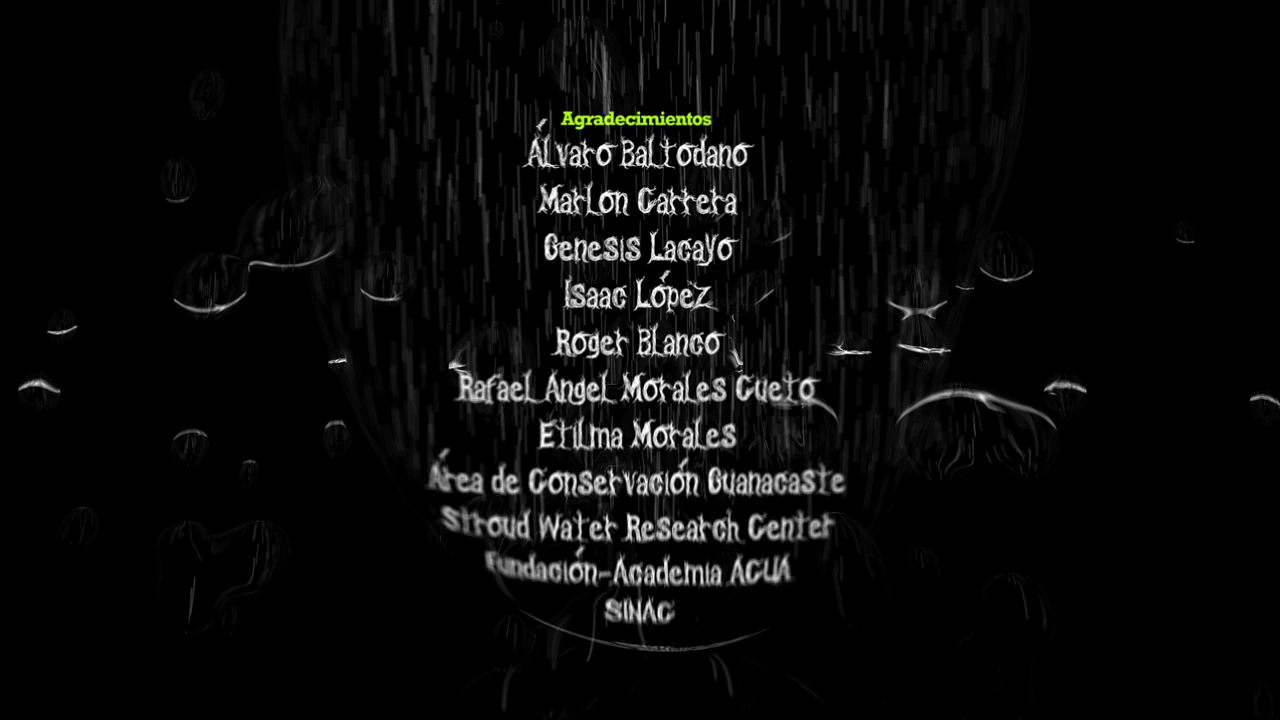 Agradecimientos
Álvaro Baltodano
Marlon Carrera
Genesis Lacayo
Isaac López
Roger Blanco
Rafael Angel Morales Cueto
Etilma Morales
Área de Conservación Guanacaste
Stroud Water Research Center
Fundación-Academia AGUA
SINAC